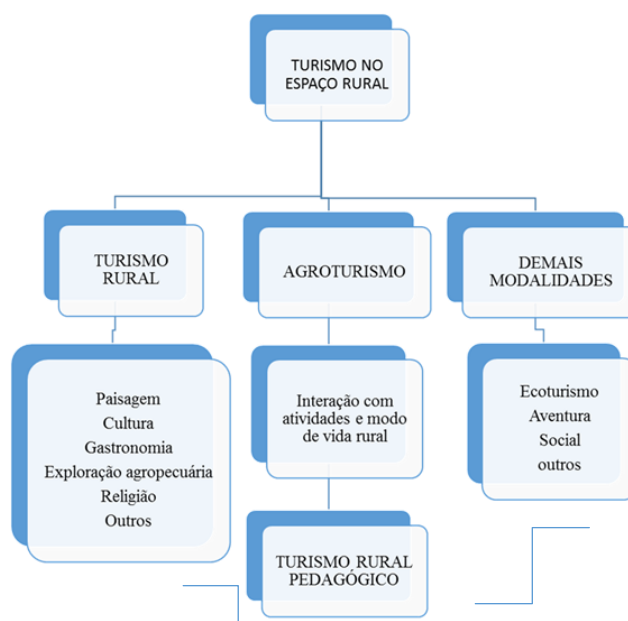 TURISMO NO
ESPAÇO RURAL
TURISMO
RURAL
AGROTURISMO
DEMAIS
MODALIDADES
Paisagem
Cultura
Gastronomia
Exploração agropecuária
Religião
Outros
Interação com
atividades e modo
de vida rural
Ecoturismo
Aventura
Social
outros
TURISMO RURAL
PEDAGÓGICO